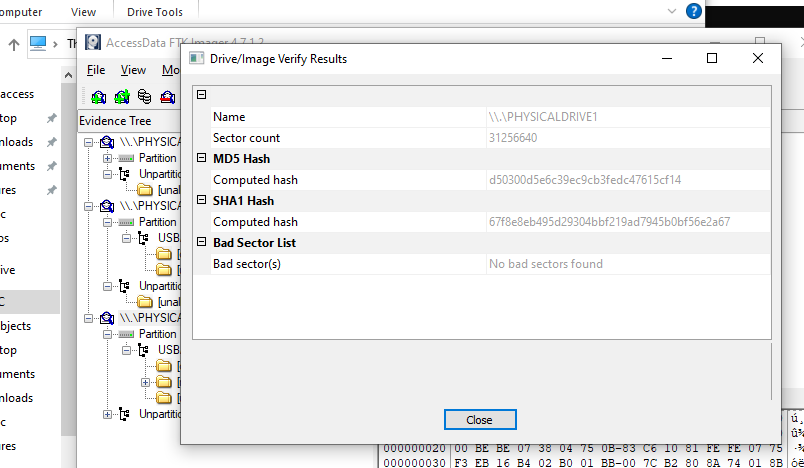 omputer View Drive Tools
Th
AccessData FTK Imager 4.7.1.2
File View Mo
Drive/Image Verify Results
access
top
nloads
uments
ures
c
os
ive
C
bjects
top
uments
nloads
c
ures
Evidence Tree
\\.\PHYSICA
Partition
Unpartiti
[unal
\\.\PHYSICA
Partition
USB
[
[
Unpartiti
[unal
\\.\PHYSICA
Partition
USB
[
[
[
Unpartiti
Name \\.\PHYSICALDRIVE1
Sector count 31256640
MD5 Hash
Computed hash d50300d5e6c39ec9cb3fedc47615cf14
SHA1 Hash
Computed hash 67f8e8eb495d29304bbf219ad7945b0bf56e2a67
Bad Sector List
Bad sector(s) No bad sectors found
Close
000000020 00 BE BE 07 38 04 75 0B-83 C6 10 81 FE FE 07 75
000000030 F3 EB 16 B4 02 B0 01 BB-00 7C B2 80 8A 74 01 8B